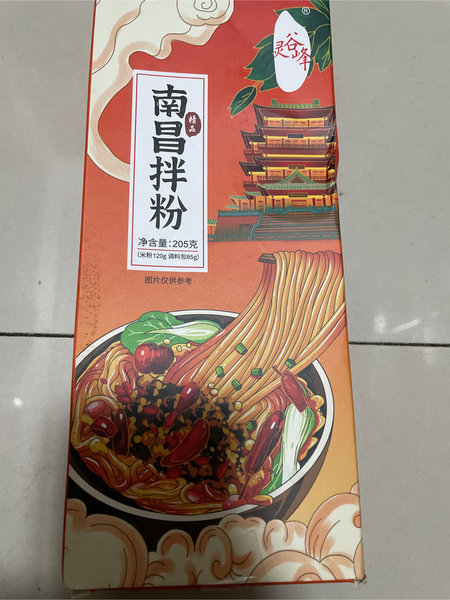 灵谷峰
®
南昌拌粉
精品
净含量:205克
(米粉120g 调料包85g)
图片仅供参考